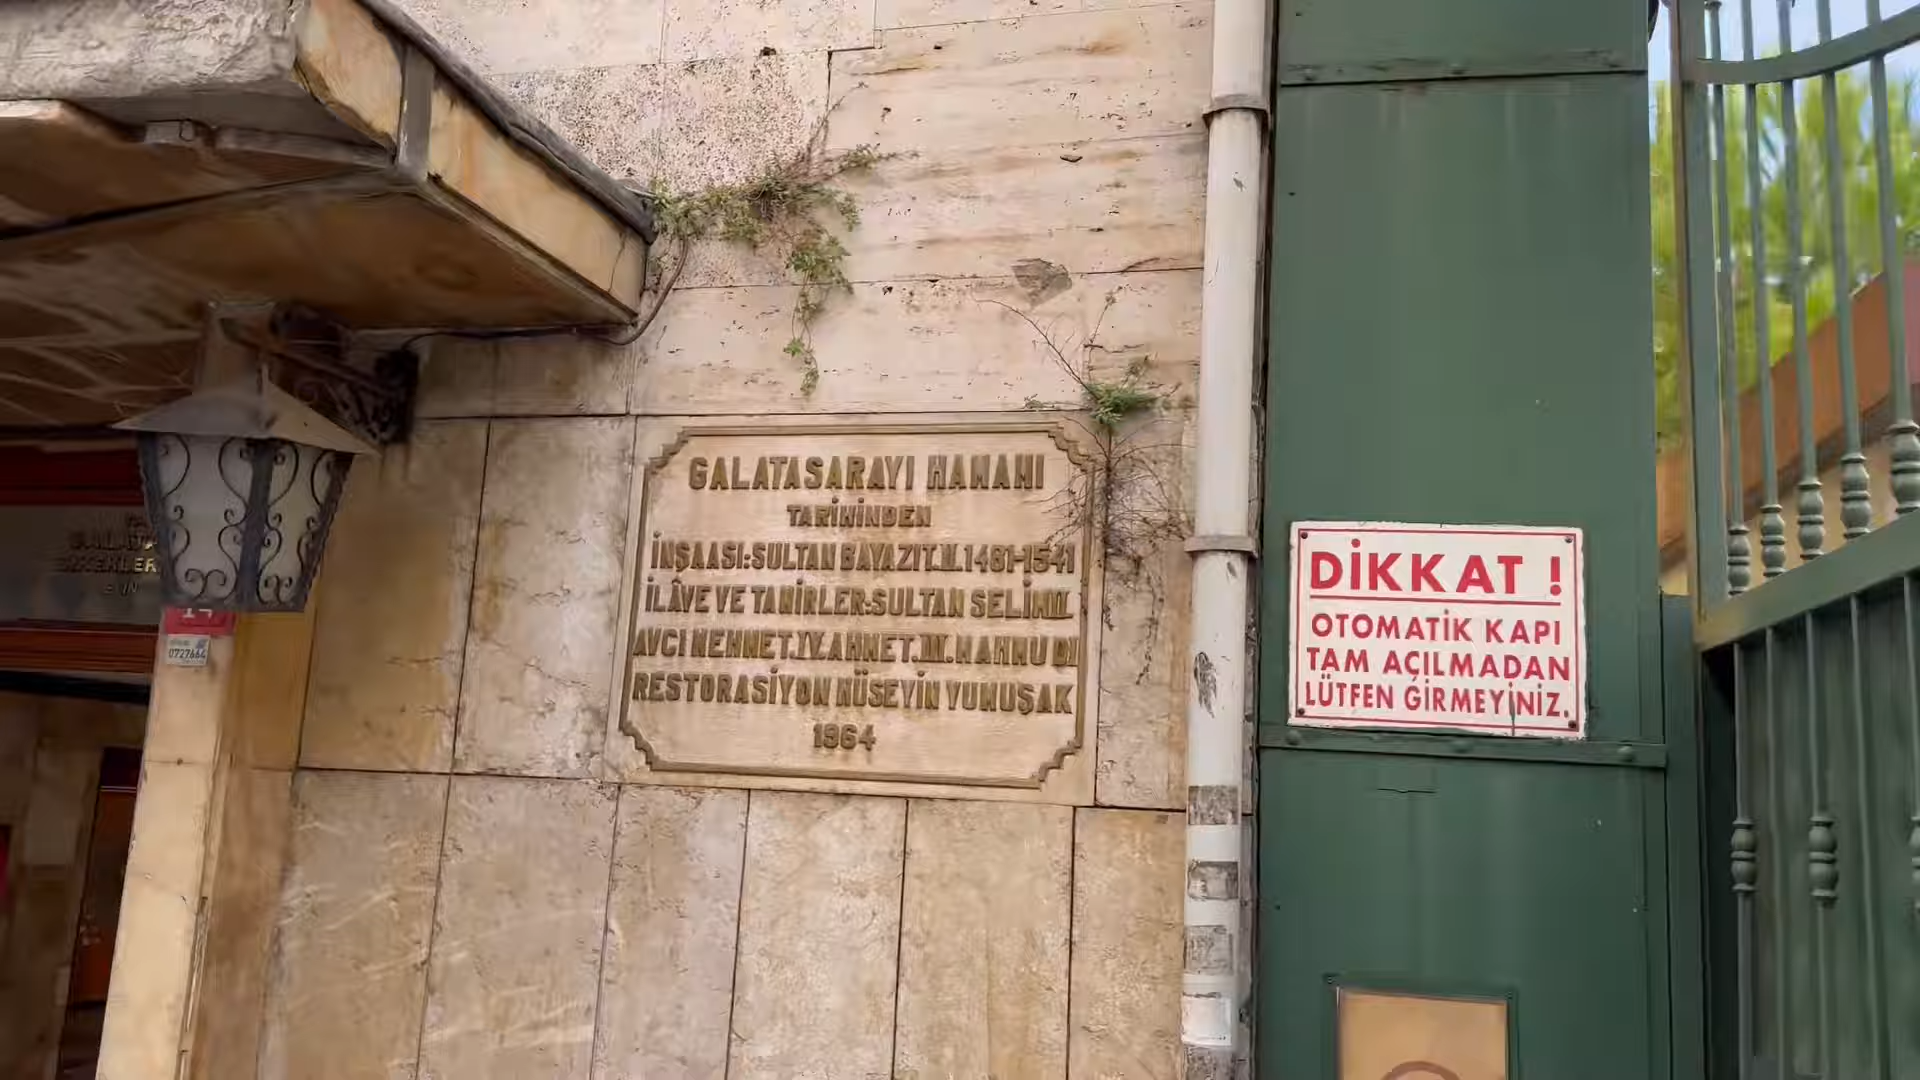 GALATASARAYI HAMAMI
TARİHİNDEN
İNŞAASI:SULTAN BAYAZIT.II.1481-1541
İLÂVE VE TAMİRLER:SULTAN SELİM.II.
AVCI MEHMET.IV.AHMET.III.MAHMUD I
RESTORASİYON HÜSEYİN YUMUŞAK
1964
DİKKAT !
OTOMATİK KAPI
TAM AÇILMADAN
LÜTFEN GİRMEYİNİZ.
14
0727664